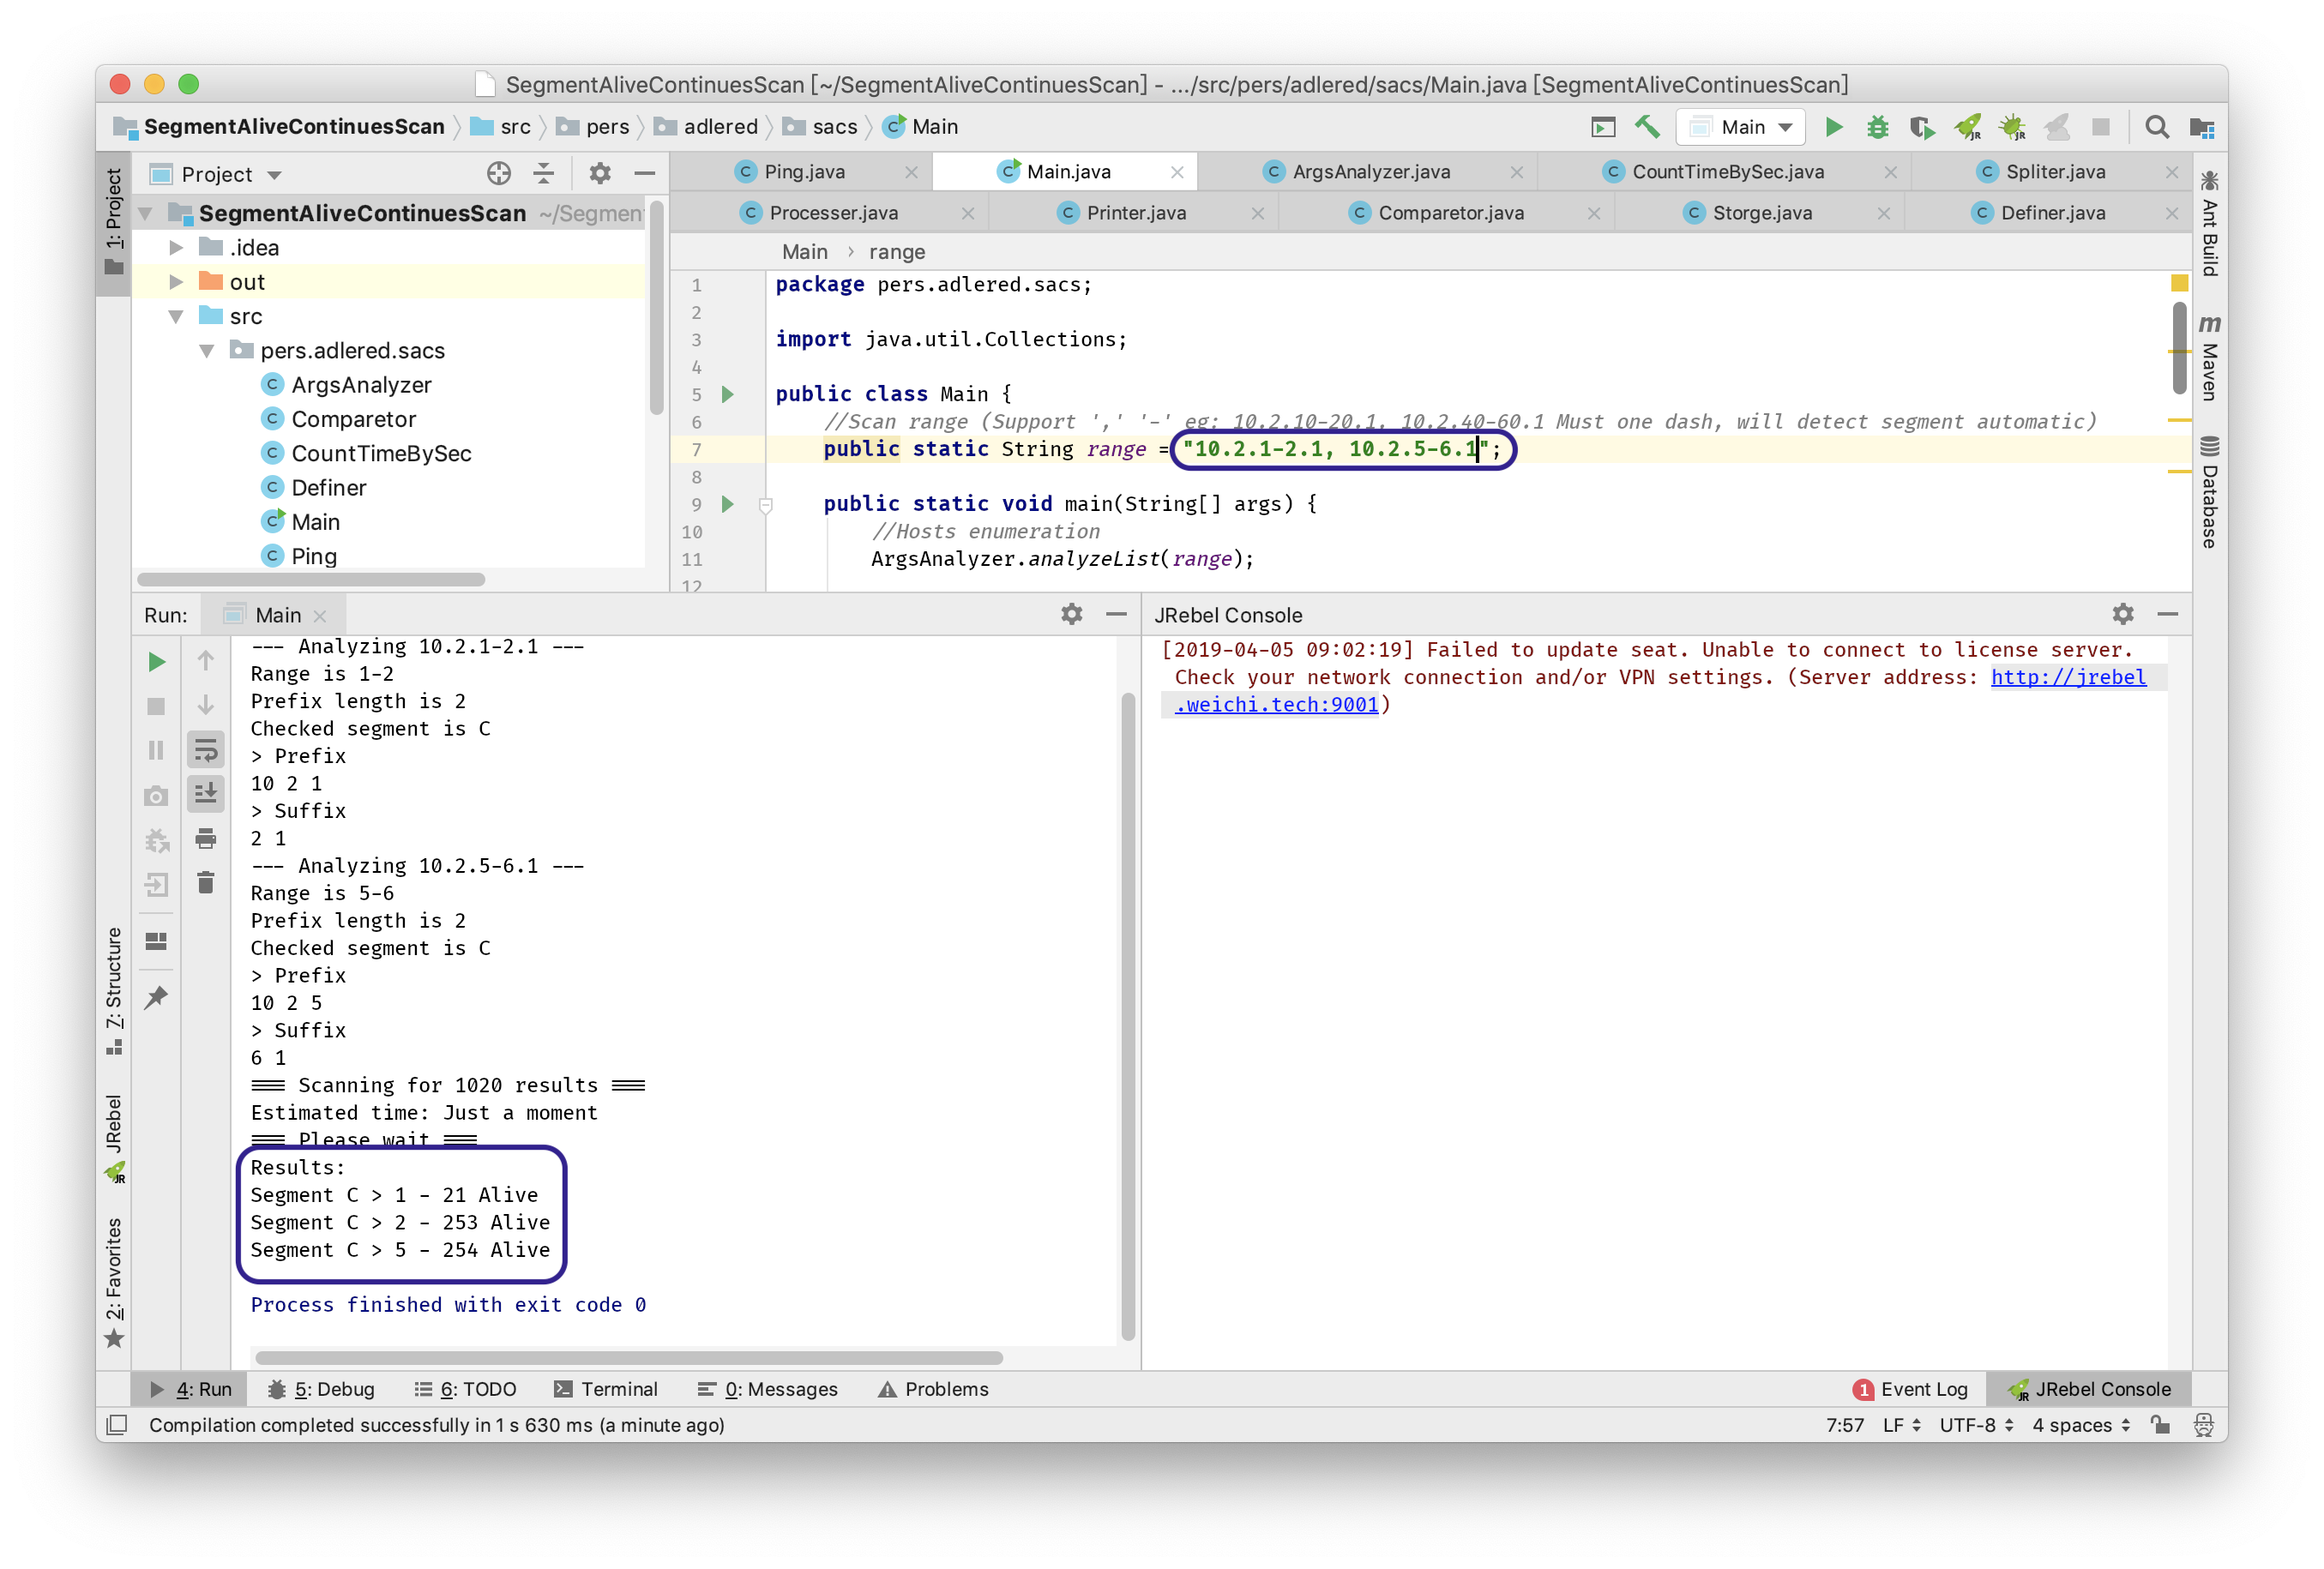 SegmentAliveContinuesScan [~/SegmentAliveContinuesScan] - .../src/pers/adlered/sacs/Main.java [SegmentAliveContinuesScan]
SegmentAliveContinuesScan src pers adlered sacs Main
Main
1: Project
Project
SegmentAliveContinuesScan ~/Segmen
.idea
out
src
pers.adlered.sacs
ArgsAnalyzer
Comparetor
CountTimeBySec
Definer
Main
Ping
Ping.java Main.java ArgsAnalyzer.java CountTimeBySec.java Spliter.java
Processer.java Printer.java Comparetor.java Storge.java Definer.java
Main › range
1 package pers.adlered.sacs;
2
3 import java.util.Collections;
4
5 public class Main {
6 //Scan range (Support ',' '-' eg: 10.2.10-20.1, 10.2.40-60.1 Must one dash, will detect segment automatic)
7 public static String range = "10.2.1-2.1, 10.2.5-6.1";
8
9 public static void main(String[] args) {
10 //Hosts enumeration
11 ArgsAnalyzer.analyzeList(range);
12
Ant Build
m Maven
Database
Run: Main
--- Analyzing 10.2.1-2.1 ---
Range is 1-2
Prefix length is 2
Checked segment is C
> Prefix
10 2 1
> Suffix
2 1
--- Analyzing 10.2.5-6.1 ---
Range is 5-6
Prefix length is 2
Checked segment is C
> Prefix
10 2 5
> Suffix
6 1
=== Scanning for 1020 results ===
Estimated time: Just a moment
=== Please wait ===
Results:
Segment C > 1 - 21 Alive
Segment C > 2 - 253 Alive
Segment C > 5 - 254 Alive
Process finished with exit code 0
JRebel Console
[2019-04-05 09:02:19] Failed to update seat. Unable to connect to license server.
Check your network connection and/or VPN settings. (Server address: http://jrebel
.weichi.tech:9001)
7: Structure
JRebel
2: Favorites
4: Run 5: Debug 6: TODO Terminal 0: Messages Problems 1 Event Log JRebel Console
Compilation completed successfully in 1 s 630 ms (a minute ago) 7:57 LF UTF-8 4 spaces